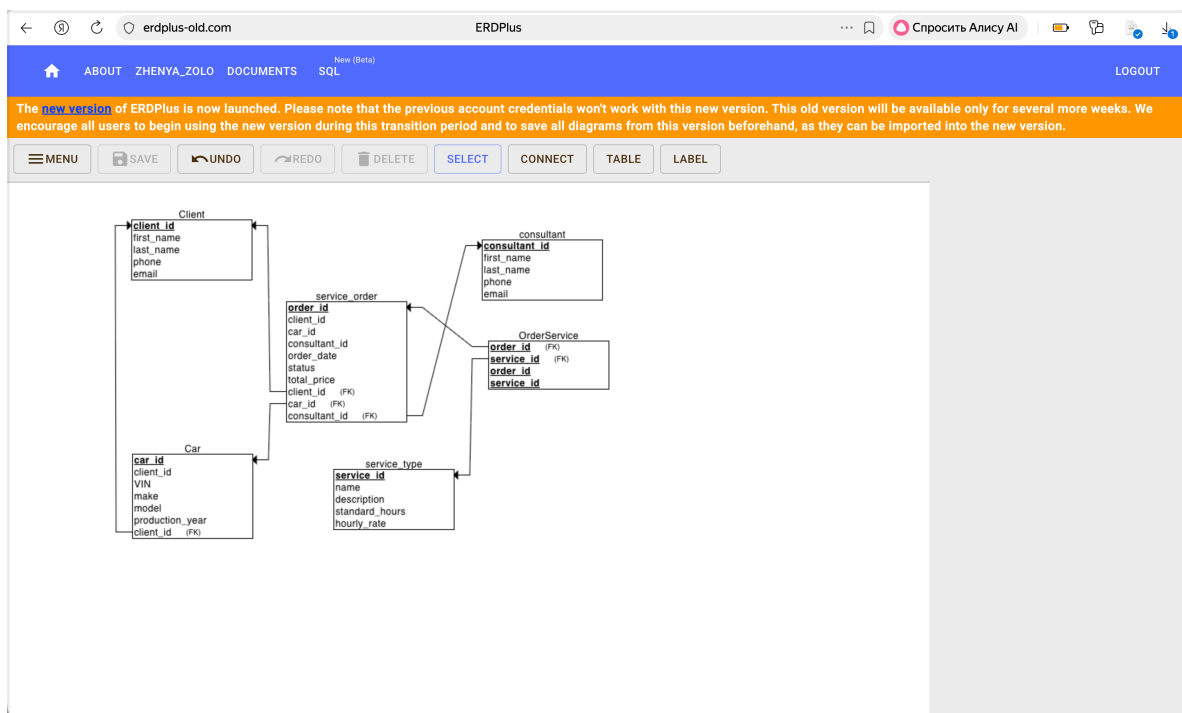 erdplus-old.com
ERDPlus
Спросить Алису AI
1
ABOUT
ZHENYA_ZOLO
DOCUMENTS
SQL
New (Beta)
LOGOUT
The new version of ERDPlus is now launched. Please note that the previous account credentials won't work with this new version. This old version will be available only for several more weeks. We
encourage all users to begin using the new version during this transition period and to save all diagrams from this version beforehand, as they can be imported into the new version.
MENU
SAVE
UNDO
REDO
DELETE
SELECT
CONNECT
TABLE
LABEL
Client
client_id
first_name
last_name
phone
email
consultant
consultant_id
first_name
last_name
phone
email
service_order
order_id
client_id
car_id
consultant_id
order_date
status
total_price
client_id (FK)
car_id (FK)
consultant_id (FK)
OrderService
order_id (FK)
service_id (FK)
order_id
service_id
Car
car_id
client_id
VIN
make
model
production_year
client_id (FK)
service_type
service_id
name
description
standard_hours
hourly_rate